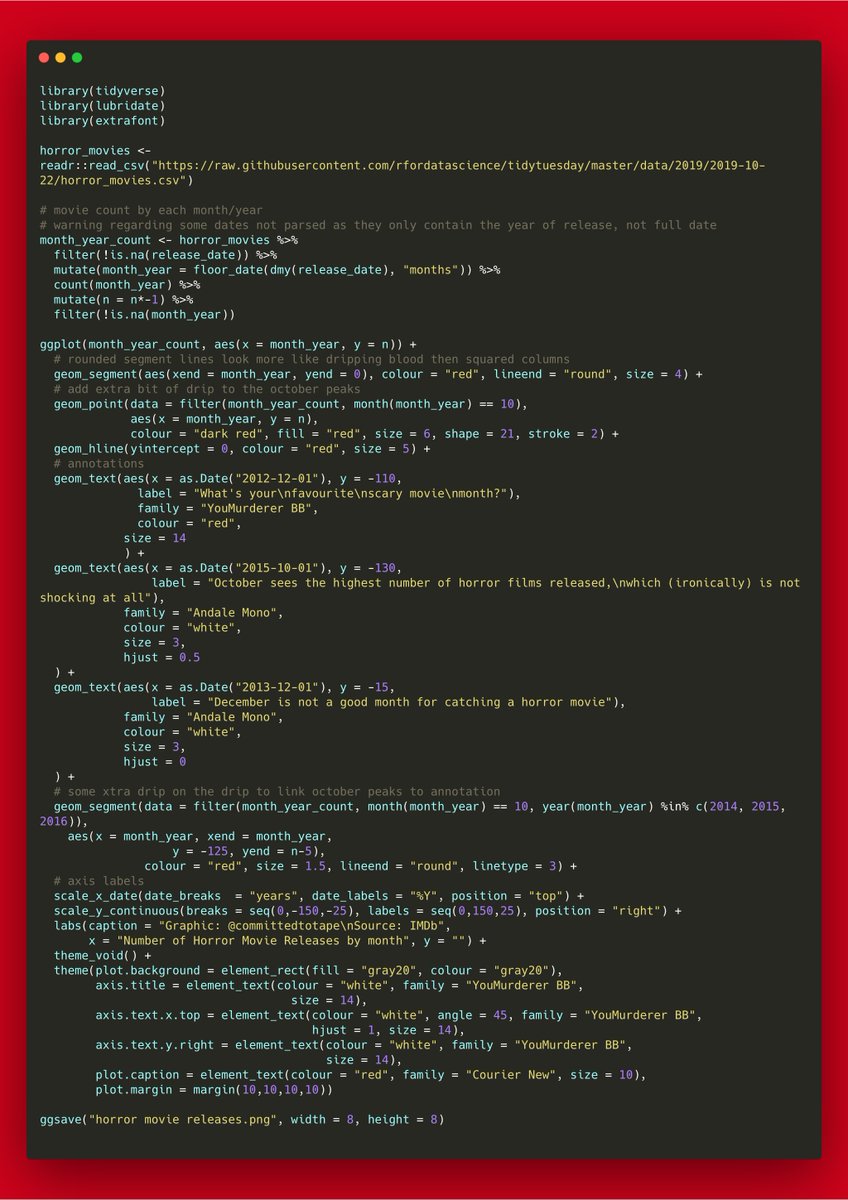 library(tidyverse)
library(lubridate)
library(extrafont)

horror_movies <-
readr::read_csv("https://raw.githubusercontent.com/rfordatascience/tidytuesday/master/data/2019/2019-10-
22/horror_movies.csv")

# movie count by each month/year
# warning regarding some dates not parsed as they only contain the year of release, not full date
month_year_count <- horror_movies %>%
  filter(!is.na(release_date)) %>%
  mutate(month_year = floor_date(dmy(release_date), "months")) %>%
  count(month_year) %>%
  mutate(n = n*-1) %>%
  filter(!is.na(month_year))

ggplot(month_year_count, aes(x = month_year, y = n)) +
  # rounded segment lines look more like dripping blood then squared columns
  geom_segment(aes(xend = month_year, yend = 0), colour = "red", lineend = "round", size = 4) +
  # add extra bit of drip to the october peaks
  geom_point(data = filter(month_year_count, month(month_year) == 10),
             aes(x = month_year, y = n),
             colour = "dark red", fill = "red", size = 6, shape = 21, stroke = 2) +
  geom_hline(yintercept = 0, colour = "red", size = 5) +
  # annotations
  geom_text(aes(x = as.Date("2012-12-01"), y = -110,
              label = "What's your\nfavourite\nscary movie\nmonth?"),
              family = "YouMurderer BB",
              colour = "red",
            size = 14
            ) +
  geom_text(aes(x = as.Date("2015-10-01"), y = -130,
                label = "October sees the highest number of horror films released,\nwhich (ironically) is not
shocking at all"),
            family = "Andale Mono",
            colour = "white",
            size = 3,
            hjust = 0.5
  ) +
  geom_text(aes(x = as.Date("2013-12-01"), y = -15,
                label = "December is not a good month for catching a horror movie"),
            family = "Andale Mono",
            colour = "white",
            size = 3,
            hjust = 0
  ) +
  # some xtra drip on the drip to link october peaks to annotation
  geom_segment(data = filter(month_year_count, month(month_year) == 10, year(month_year) %in% c(2014, 2015,
2016)),
    aes(x = month_year, xend = month_year,
                   y = -125, yend = n-5),
               colour = "red", size = 1.5, lineend = "round", linetype = 3) +
  # axis labels
  scale_x_date(date_breaks  = "years", date_labels = "%Y", position = "top") +
  scale_y_continuous(breaks = seq(0,-150,-25), labels = seq(0,150,25), position = "right") +
  labs(caption = "Graphic: @committedtotape\nSource: IMDb",
       x = "Number of Horror Movie Releases by month", y = "") +
  theme_void() +
  theme(plot.background = element_rect(fill = "gray20", colour = "gray20"),
        axis.title = element_text(colour = "white", family = "YouMurderer BB",
                                    size = 14),
        axis.text.x.top = element_text(colour = "white", angle = 45, family = "YouMurderer BB",
                                       hjust = 1, size = 14),
        axis.text.y.right = element_text(colour = "white", family = "YouMurderer BB",
                                         size = 14),
        plot.caption = element_text(colour = "red", family = "Courier New", size = 10),
        plot.margin = margin(10,10,10,10))

ggsave("horror movie releases.png", width = 8, height = 8)